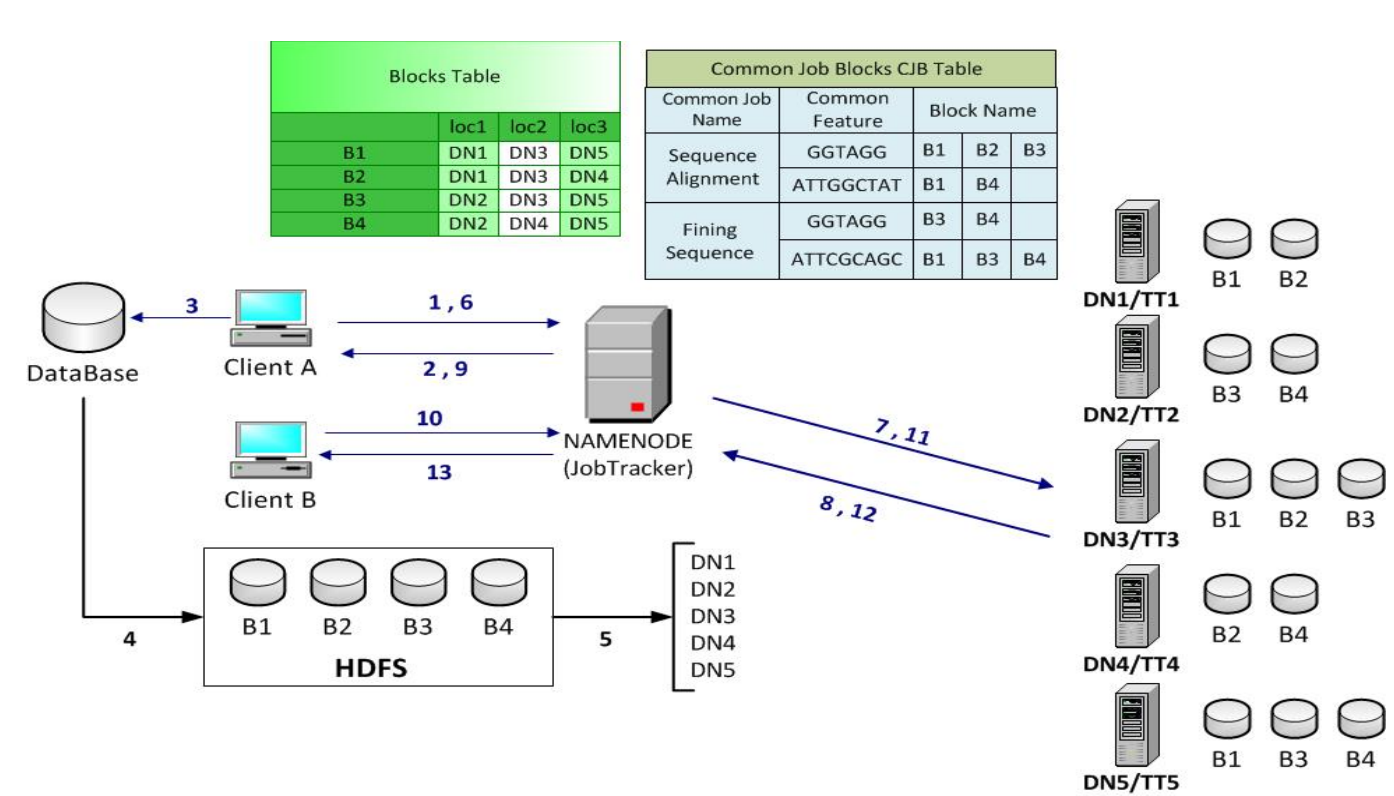 Blocks Table
loc1 loc2 loc3
B1 DN1 DN3 DN5
B2 DN1 DN3 DN4
B3 DN2 DN3 DN5
B4 DN2 DN4 DN5
Common Job Blocks CJB Table
Common Job Name Common Feature Block Name
Sequence Alignment GGTAGG B1 B2 B3
ATTGGCTAT B1 B4
Fining Sequence GGTAGG B3 B4
ATTCGCAGC B1 B3 B4
DataBase
3
Client A
1 , 6
2 , 9
Client B
10
13
NAMENODE
(JobTracker)
7 , 11
8 , 12
4
B1 B2 B3 B4
HDFS
5
DN1
DN2
DN3
DN4
DN5
B1 B2
DN1/TT1
B3 B4
DN2/TT2
B1 B2 B3
DN3/TT3
B2 B4
DN4/TT4
B1 B3 B4
DN5/TT5